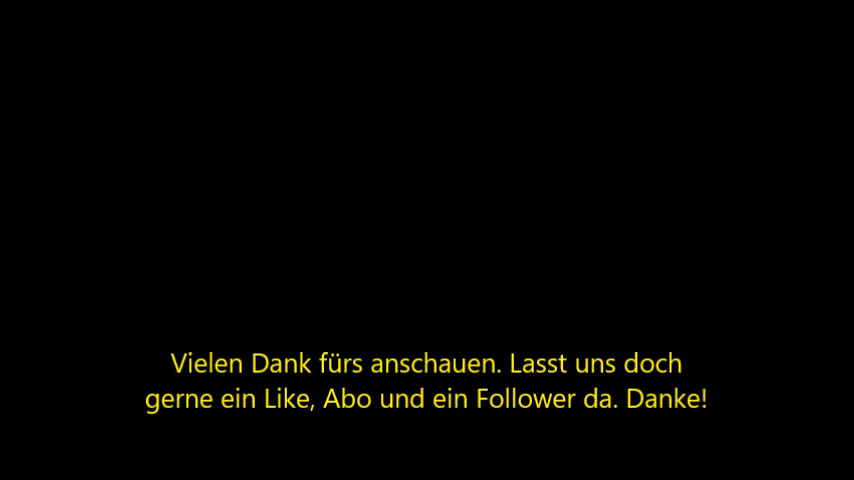 Vielen Dank fürs anschauen. Lasst uns doch
gerne ein Like, Abo und ein Follower da. Danke!